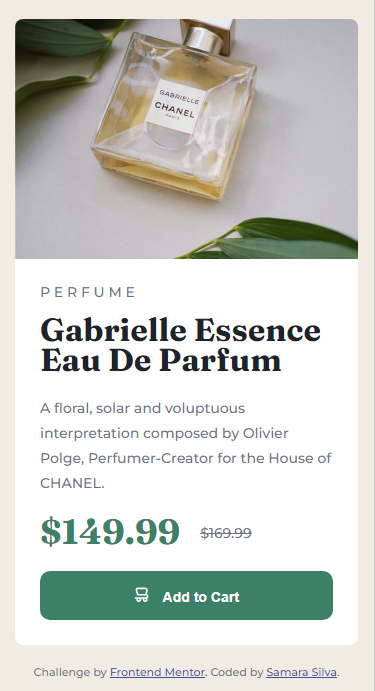 GABRIELLE
CHANEL
PARIS
PERFUME
Gabrielle Essence
Eau De Parfum
A floral, solar and voluptuous
interpretation composed by Olivier
Polge, Perfumer-Creator for the House of
CHANEL.
$149.99 $169.99
Add to Cart
Challenge by Frontend Mentor. Coded by Samara Silva.